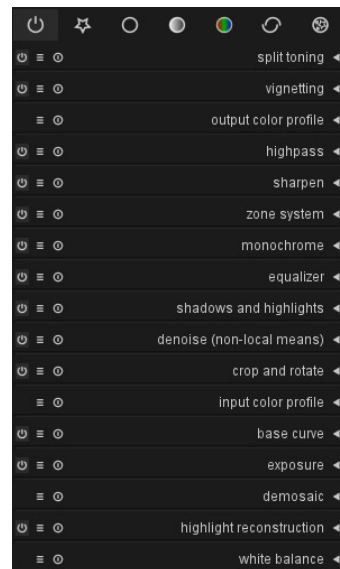 split toning
vignetting
output color profile
highpass
sharpen
zone system
monochrome
equalizer
shadows and highlights
denoise (non-local means)
crop and rotate
input color profile
base curve
exposure
demosaic
highlight reconstruction
white balance